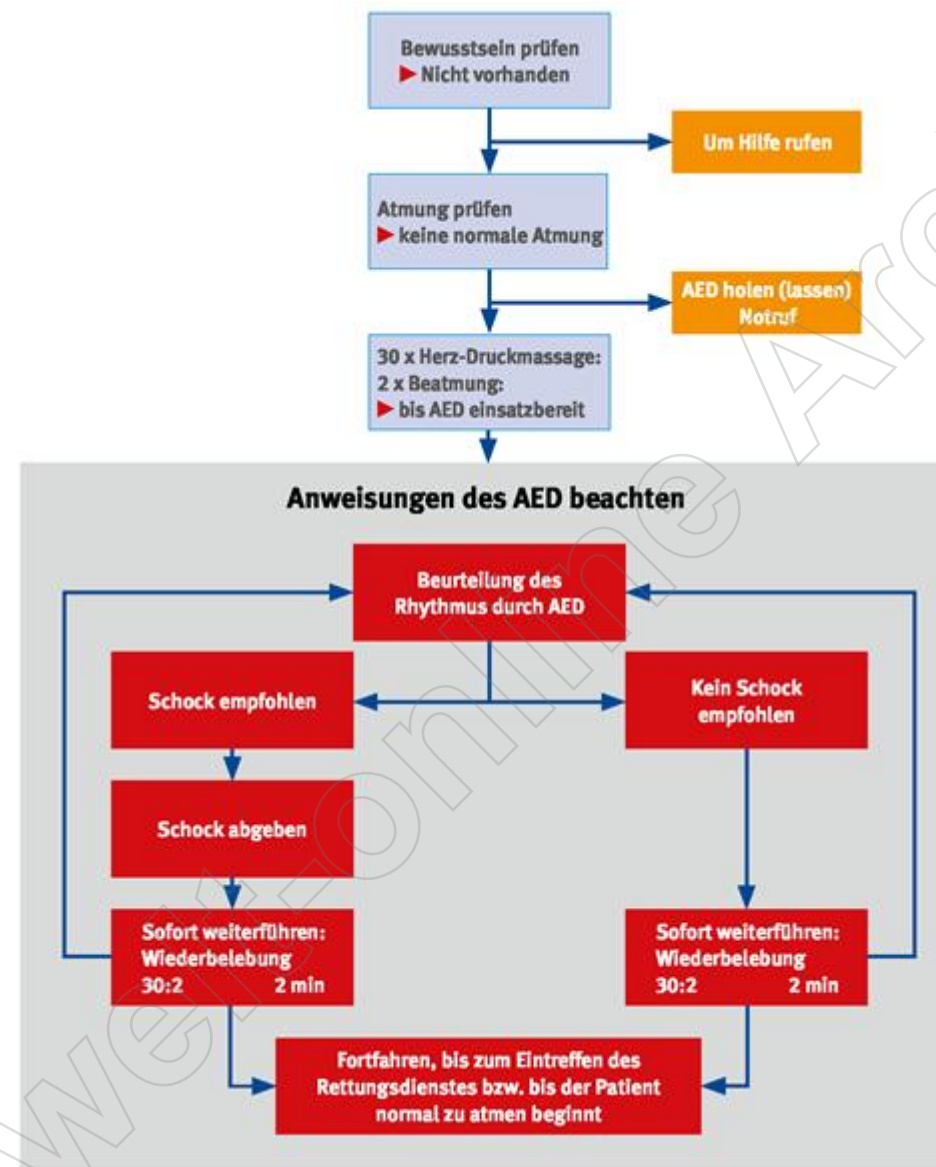 Bewusstsein prüfen
▶ Nicht vorhanden
Um Hilfe rufen
Atmung prüfen
▶ keine normale Atmung
AED holen (lassen)
Notruf
30 x Herz-Druckmassage:
2 x Beatmung:
▶ bis AED einsatzbereit
Anweisungen des AED beachten
Beurteilung des
Rhythmus durch AED
Schock empfohlen
Kein Schock
empfohlen
Schock abgeben
Sofort weiterführen:
Wiederbelebung
30:2 2 min
Sofort weiterführen:
Wiederbelebung
30:2 2 min
Fortfahren, bis zum Eintreffen des
Rettungsdienstes bzw. bis der Patient
normal zu atmen beginnt
welt-online